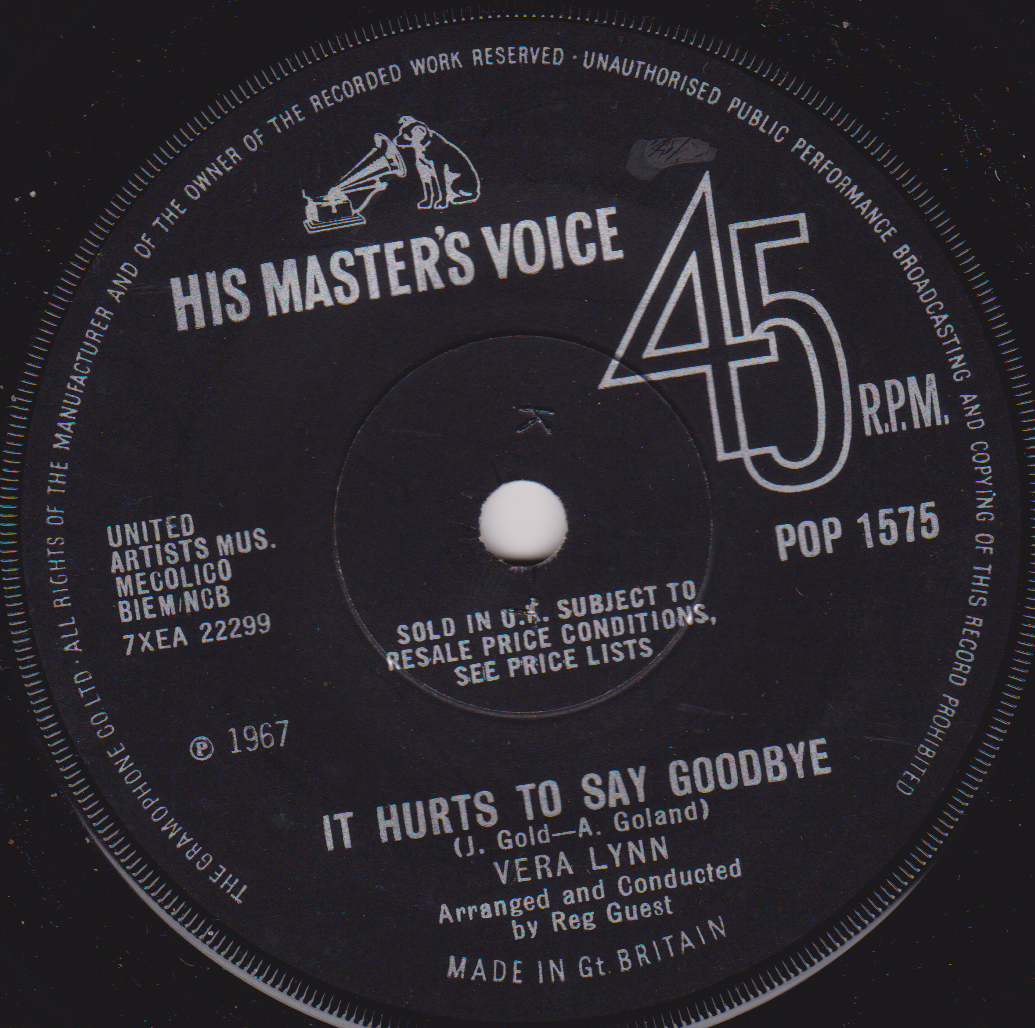 THE GRAMOPHONE CO LTD · ALL RIGHTS OF THE MANUFACTURER AND OF THE OWNER OF THE RECORDED WORK RESERVED · UNAUTHORISED PUBLIC PERFORMANCE BROADCASTING AND COPYING OF THIS RECORD PROHIBITED
HIS MASTER'S VOICE
45 R.P.M.
POP 1575
UNITED
ARTISTS MUS.
MECOLICO
BIEM/NCB
7XEA 22299
SOLD IN U.K. SUBJECT TO
RESALE PRICE CONDITIONS,
SEE PRICE LISTS
℗ 1967
IT HURTS TO SAY GOODBYE
(J. Gold—A. Goland)
VERA LYNN
Arranged and Conducted
by Reg Guest
MADE IN Gt. BRITAIN